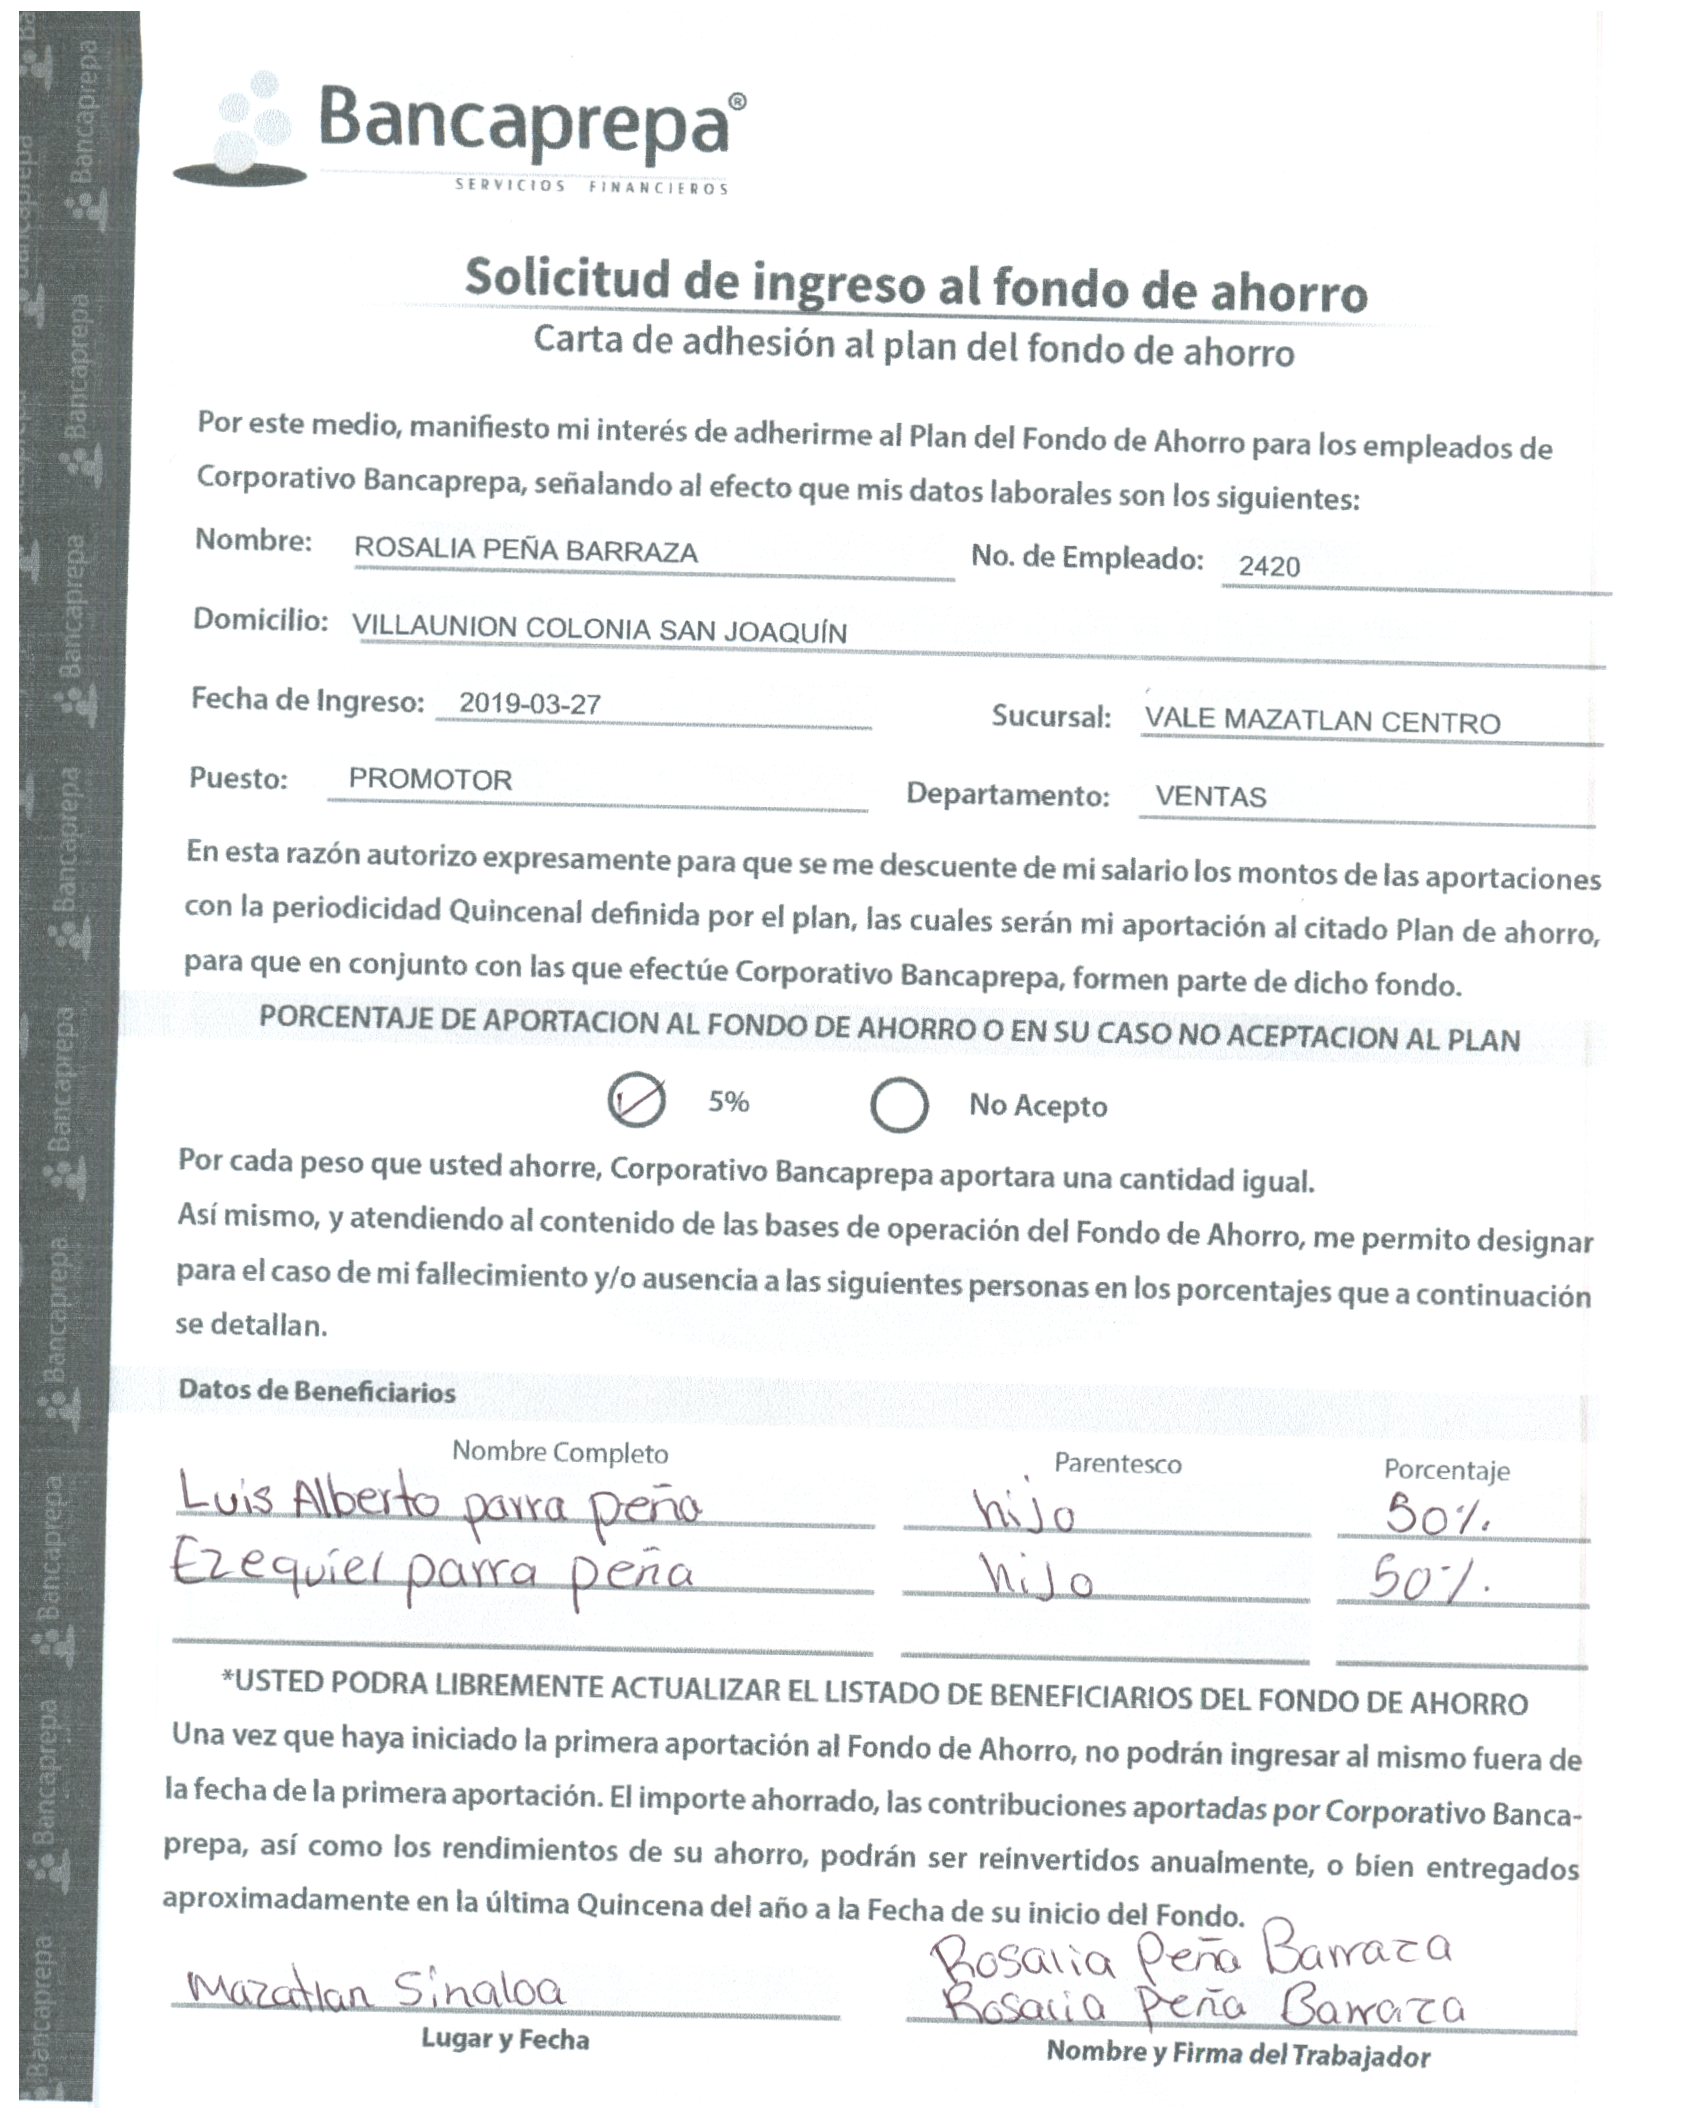 Bancaprepa®
SERVICIOS FINANCIEROS
Solicitud de ingreso al fondo de ahorro
Carta de adhesión al plan del fondo de ahorro
Por este medio, manifiesto mi interés de adherirme al Plan del Fondo de Ahorro para los empleados de
Corporativo Bancaprepa, señalando al efecto que mis datos laborales son los siguientes:
Nombre: ROSALIA PEÑA BARRAZA No. de Empleado: 2420
Domicilio: VILLAUNION COLONIA SAN JOAQUÍN
Fecha de Ingreso: 2019-03-27 Sucursal: VALE MAZATLAN CENTRO
Puesto: PROMOTOR Departamento: VENTAS
En esta razón autorizo expresamente para que se me descuente de mi salario los montos de las aportaciones
con la periodicidad Quincenal definida por el plan, las cuales serán mi aportación al citado Plan de ahorro,
para que en conjunto con las que efectúe Corporativo Bancaprepa, formen parte de dicho fondo.
PORCENTAJE DE APORTACION AL FONDO DE AHORRO O EN SU CASO NO ACEPTACION AL PLAN
5% No Acepto
Por cada peso que usted ahorre, Corporativo Bancaprepa aportara una cantidad igual.
Así mismo, y atendiendo al contenido de las bases de operación del Fondo de Ahorro, me permito designar
para el caso de mi fallecimiento y/o ausencia a las siguientes personas en los porcentajes que a continuación
se detallan.
Datos de Beneficiarios
Nombre Completo Parentesco Porcentaje
Luis Alberto parra peña hijo 50%
Ezequiel parra peña hijo 50%
*USTED PODRA LIBREMENTE ACTUALIZAR EL LISTADO DE BENEFICIARIOS DEL FONDO DE AHORRO
Una vez que haya iniciado la primera aportación al Fondo de Ahorro, no podrán ingresar al mismo fuera de
la fecha de la primera aportación. El importe ahorrado, las contribuciones aportadas por Corporativo Banca-
prepa, así como los rendimientos de su ahorro, podrán ser reinvertidos anualmente, o bien entregados
aproximadamente en la última Quincena del año a la Fecha de su inicio del Fondo.
Rosalia Peña Barraza
Mazatlan Sinaloa Rosalia Peña Barraza
Lugar y Fecha Nombre y Firma del Trabajador